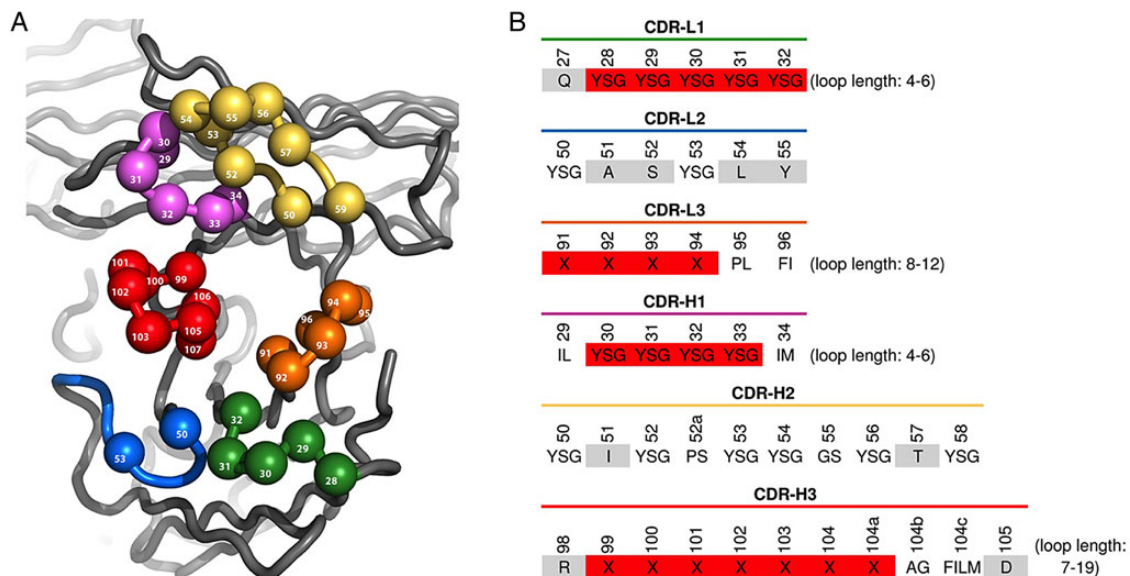 A
54
55
56
53
30
29
57
31
52
34
32
33
50
59
101
100
99
102
106
94
95
103
105
96
93
107
91
92
32
50
29
53
31
30
28
B
CDR-L1
27 28 29 30 31 32
Q YSG YSG YSG YSG YSG (loop length: 4-6)
CDR-L2
50 51 52 53 54 55
YSG A S YSG L Y
CDR-L3
91 92 93 94 95 96
X X X X PL FI (loop length: 8-12)
CDR-H1
29 30 31 32 33 34
IL YSG YSG YSG YSG IM (loop length: 4-6)
CDR-H2
50 51 52 52a 53 54 55 56 57 58
YSG I YSG PS YSG YSG GS YSG T YSG
CDR-H3
98 99 100 101 102 103 104 104a 104b 104c 105
R X X X X X X X AG FILM D (loop length:
7-19)